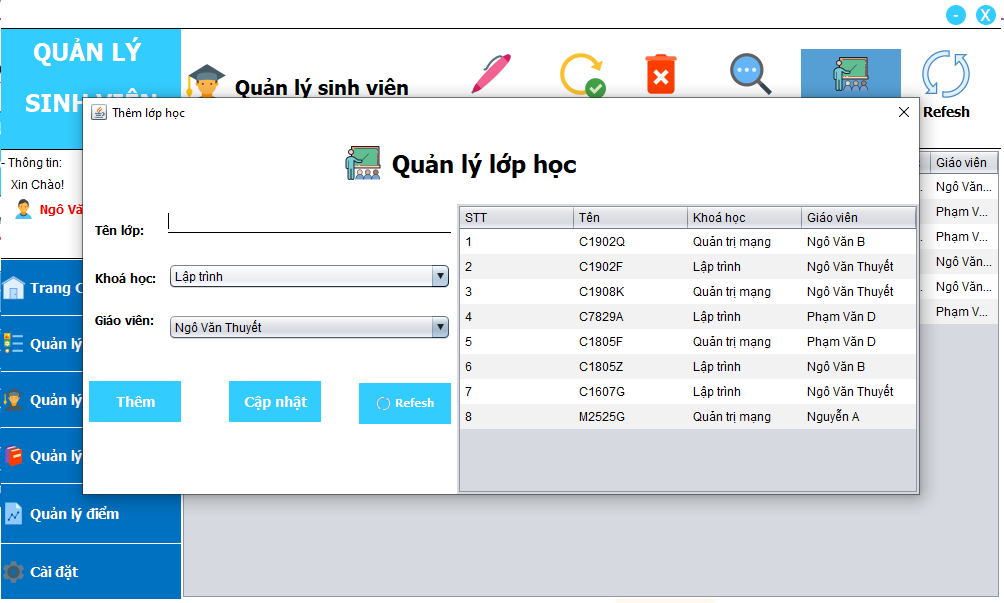 -
X
QUẢN LÝ
Quản lý sinh viên
Refesh
Thông tin:
Xin Chào!
Trang
Quản lý
Quản lý
Quản lý
Quản lý điểm
Cài đặt
Giáo viên
Ngô Văn...
Phạm V...
Phạm V...
Ngô Văn...
Ngô Văn...
Phạm V...
Thêm lớp học
Quản lý lớp học
Tên lớp:
Khoá học: Lập trình
Giáo viên: Ngô Văn Thuyết
Thêm Cập nhật Refesh
STT Tên Khoá học Giáo viên
1 C1902Q Quản trị mạng Ngô Văn B
2 C1902F Lập trình Ngô Văn Thuyết
3 C1908K Quản trị mạng Ngô Văn Thuyết
4 C7829A Lập trình Phạm Văn D
5 C1805F Quản trị mạng Phạm Văn D
6 C1805Z Lập trình Ngô Văn B
7 C1607G Lập trình Ngô Văn Thuyết
8 M2525G Quản trị mạng Nguyễn A